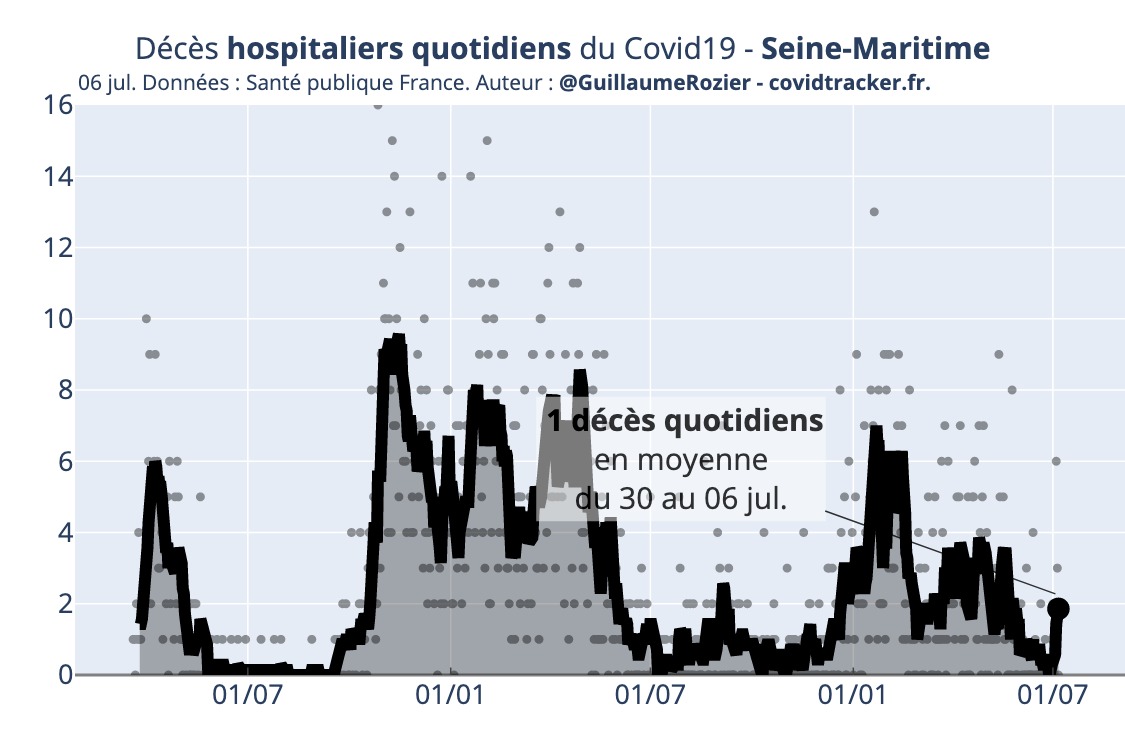 Décès hospitaliers quotidiens du Covid19 - Seine-Maritime
06 jul. Données : Santé publique France. Auteur : @GuillaumeRozier - covidtracker.fr.
16
14
12
10
8
6
4
2
0
1 décès quotidiens
en moyenne
du 30 au 06 jul.
01/07
01/01
01/07
01/01
01/07